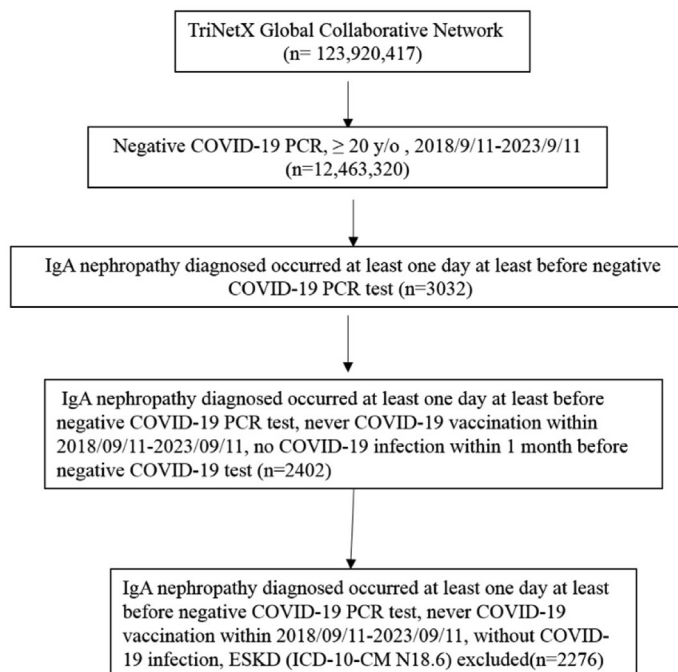 TriNetX Global Collaborative Network
(n= 123,920,417)
Negative COVID-19 PCR, ≥ 20 y/o , 2018/9/11-2023/9/11
(n=12,463,320)
IgA nephropathy diagnosed occurred at least one day at least before negative
COVID-19 PCR test (n=3032)
IgA nephropathy diagnosed occurred at least one day at least before
negative COVID-19 PCR test, never COVID-19 vaccination within
2018/09/11-2023/09/11, no COVID-19 infection within 1 month before
negative COVID-19 test (n=2402)
IgA nephropathy diagnosed occurred at least one day at least
before negative COVID-19 PCR test, never COVID-19
vaccination within 2018/09/11-2023/09/11, without COVID-
19 infection, ESKD (ICD-10-CM N18.6) excluded(n=2276)